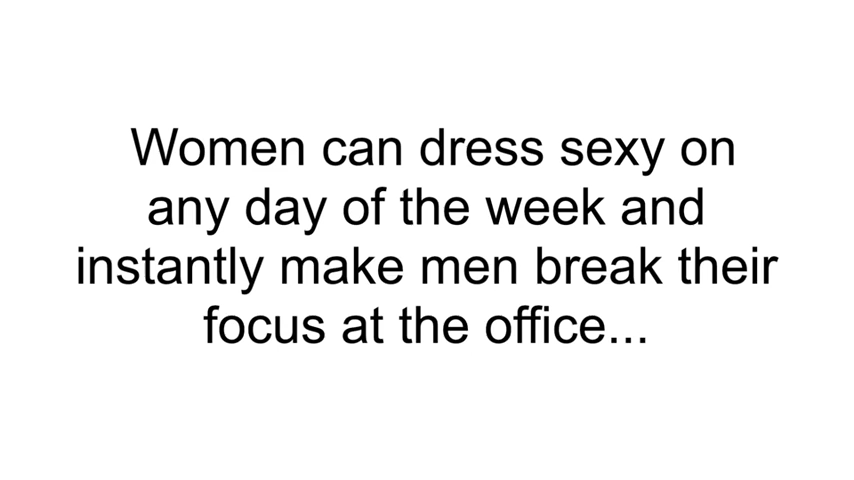 Women can dress sexy on
any day of the week and
instantly make men break their
focus at the office...